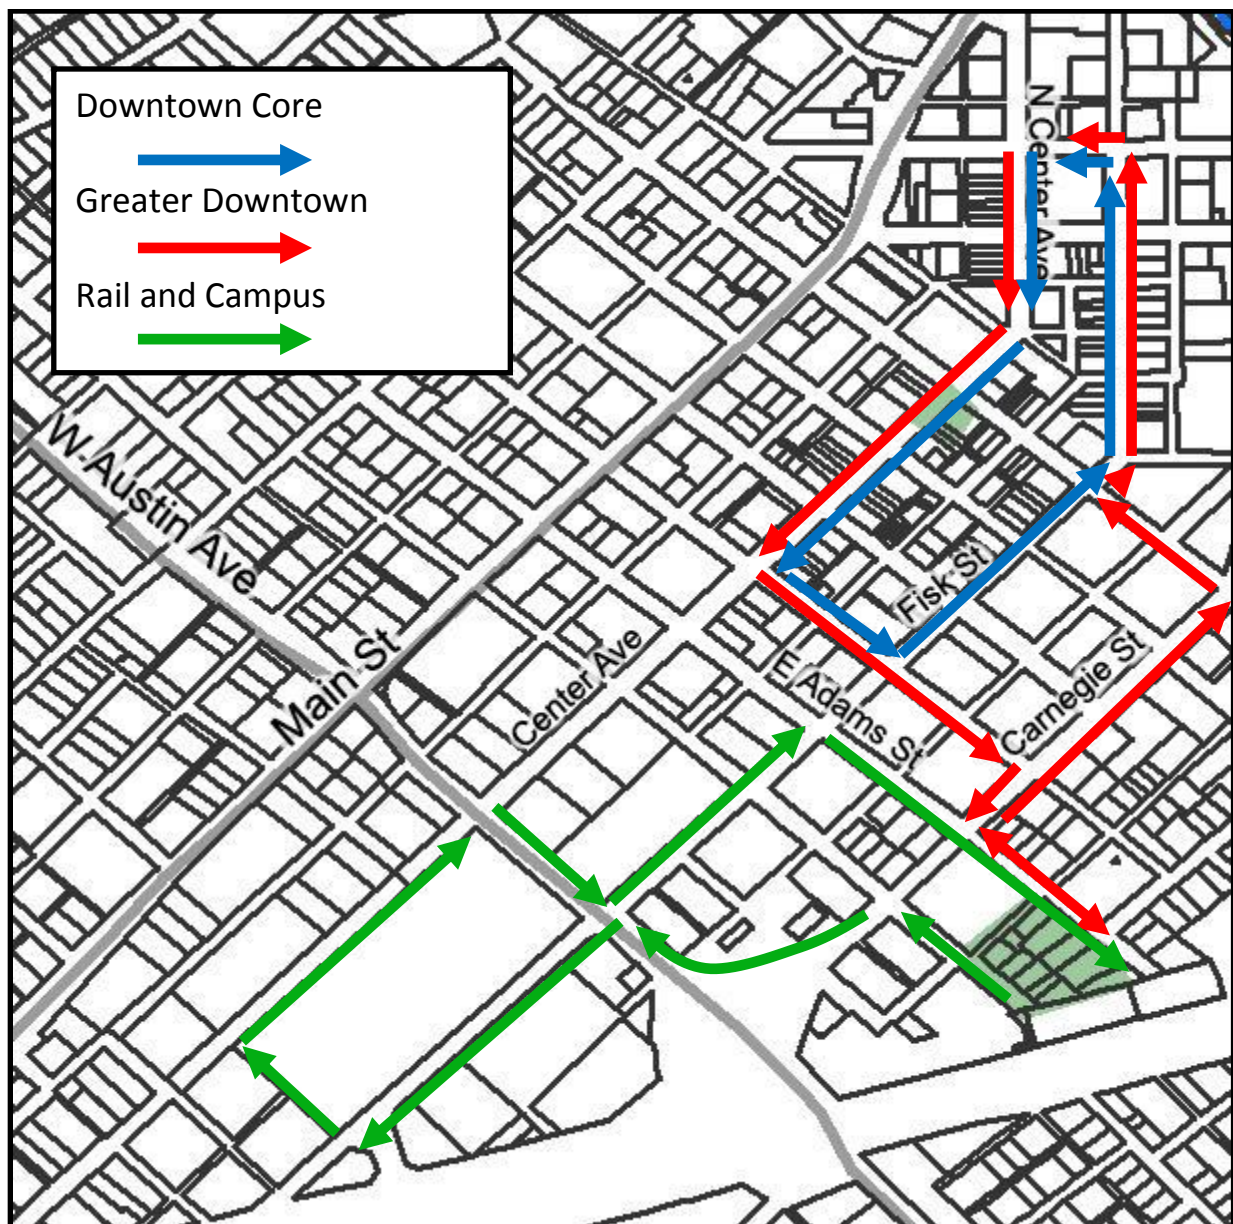 Downtown Core
Greater Downtown
Rail and Campus
N Center Ave
W Austin Ave
Main St
Center Ave
Fisk St
E Adams St
Carnegie St